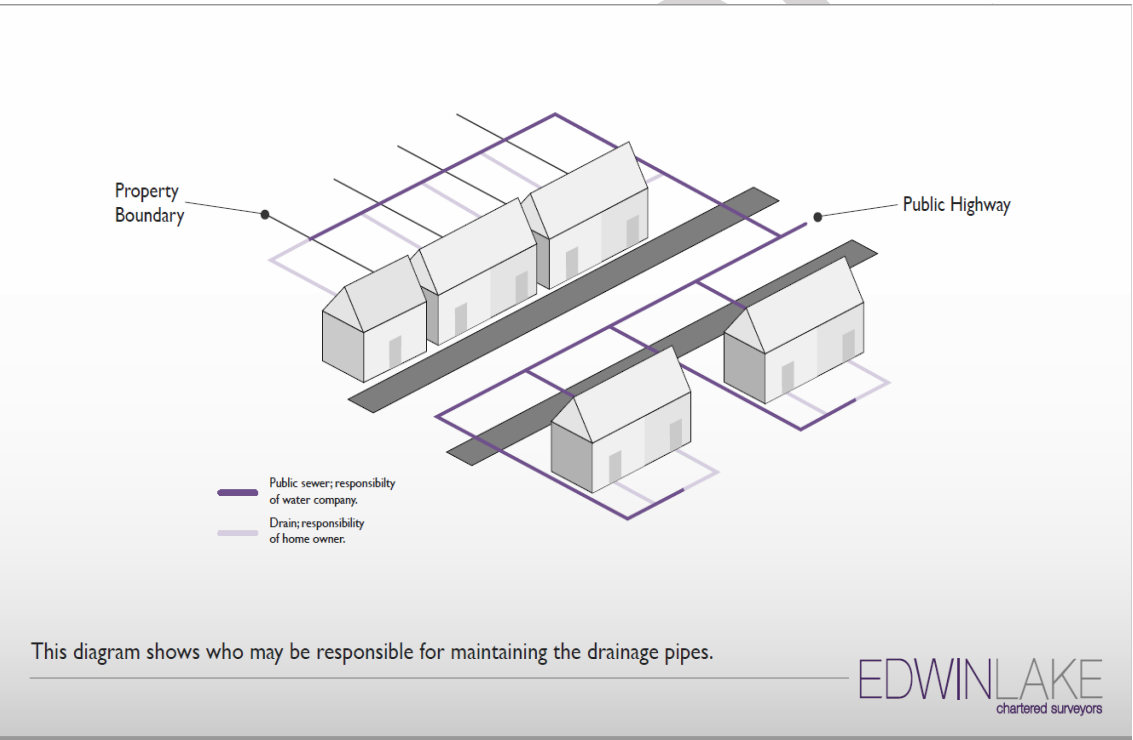 Property
Boundary
Public Highway
Public sewer; responsibilty
of water company.
Drain; responsibility
of home owner.
This diagram shows who may be responsible for maintaining the drainage pipes.
EDWINLAKE
chartered surveyors